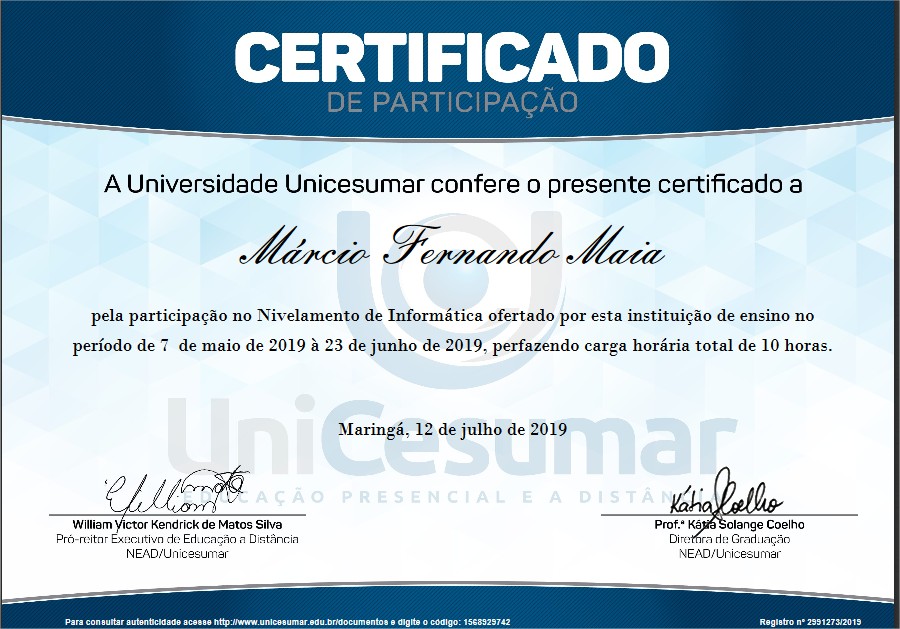 CERTIFICADO
DE PARTICIPAÇÃO
A Universidade Unicesumar confere o presente certificado a
Márcio Fernando Maia
pela participação no Nivelamento de Informática ofertado por esta instituição de ensino no
período de 7 de maio de 2019 à 23 de junho de 2019, perfazendo carga horária total de 10 horas.
UniCesumar
Maringá, 12 de julho de 2019
EDUCAÇÃO PRESENCIAL E A DISTÂNCIA
Kátia Coelho
William Victor Kendrick de Matos Silva
Pró-reitor Executivo de Educação a Distância
NEAD/Unicesumar
Prof.ª Kátia Solange Coelho
Diretora de Graduação
NEAD/Unicesumar
Para consultar autenticidade acesse http://www.unicesumar.edu.br/documentos e digite o código: 1568929742
Registro nº 2991273/2019